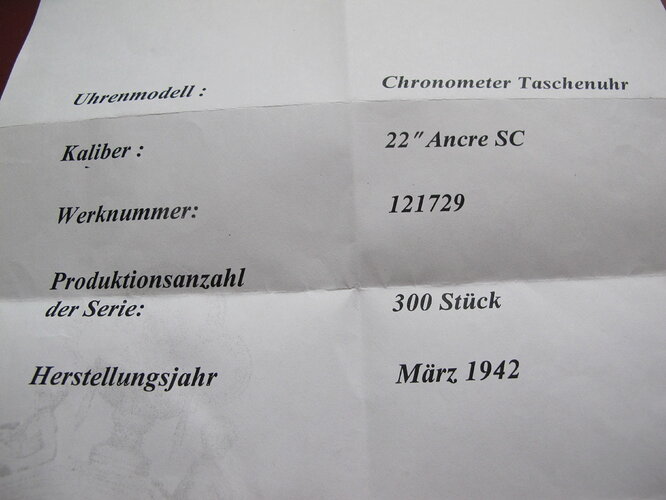 Uhrenmodell : Chronometer Taschenuhr
Kaliber : 22" Ancre SC
Werknummer: 121729
Produktionsanzahl
der Serie: 300 Stück
Herstellungsjahr März 1942